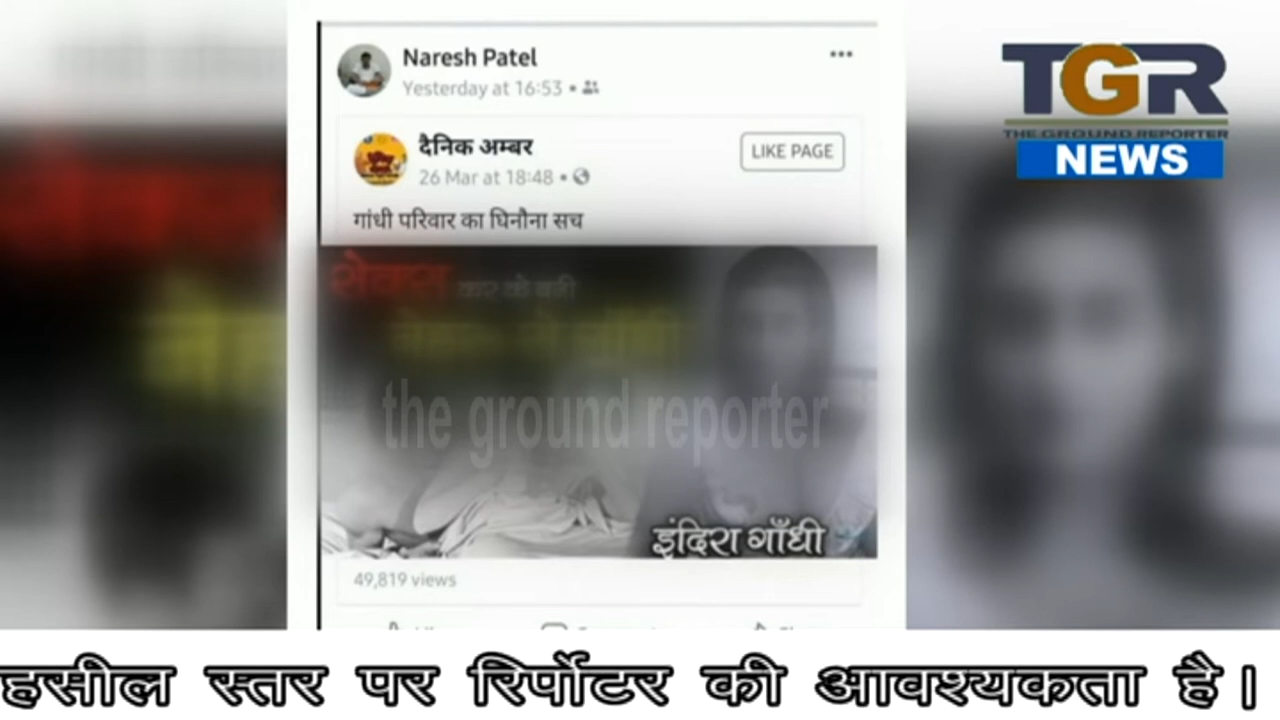 Naresh Patel
Yesterday at 16:53
दैनिक अम्बर
LIKE PAGE
26 Mar at 18:48
गांधी परिवार का घिनौना सच
the ground reporter
इंदिरा गाँधी
49,819 views
TGR
THE GROUND REPORTER
NEWS
हसील स्तर पर रिर्पोटर की आवश्यकता है।